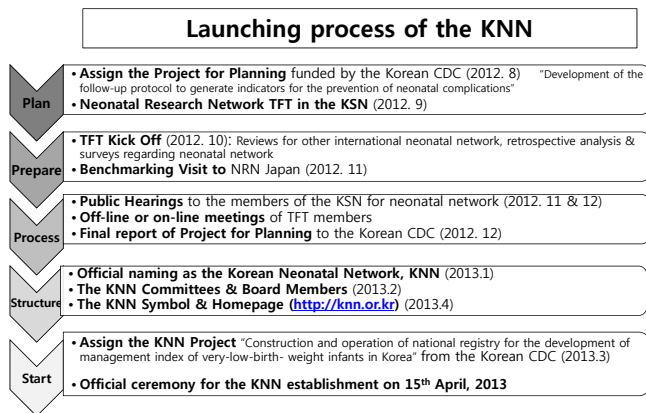 Launching process of the KNN
Plan
• Assign the Project for Planning funded by the Korean CDC (2012. 8) "Development of the
follow-up protocol to generate indicators for the prevention of neonatal complications"
• Neonatal Research Network TFT in the KSN (2012. 9)
Prepare
• TFT Kick Off (2012. 10): Reviews for other international neonatal network, retrospective analysis &
surveys regarding neonatal network
• Benchmarking Visit to NRN Japan (2012. 11)
Process
• Public Hearings to the members of the KSN for neonatal network (2012. 11 & 12)
• Off-line or on-line meetings of TFT members
• Final report of Project for Planning to the Korean CDC (2012. 12)
Structure
• Official naming as the Korean Neonatal Network, KNN (2013.1)
• The KNN Committees & Board Members (2013.2)
• The KNN Symbol & Homepage (http://knn.or.kr) (2013.4)
Start
• Assign the KNN Project "Construction and operation of national registry for the development of
management index of very-low-birth- weight infants in Korea" from the Korean CDC (2013.3)
• Official ceremony for the KNN establishment on 15th April, 2013